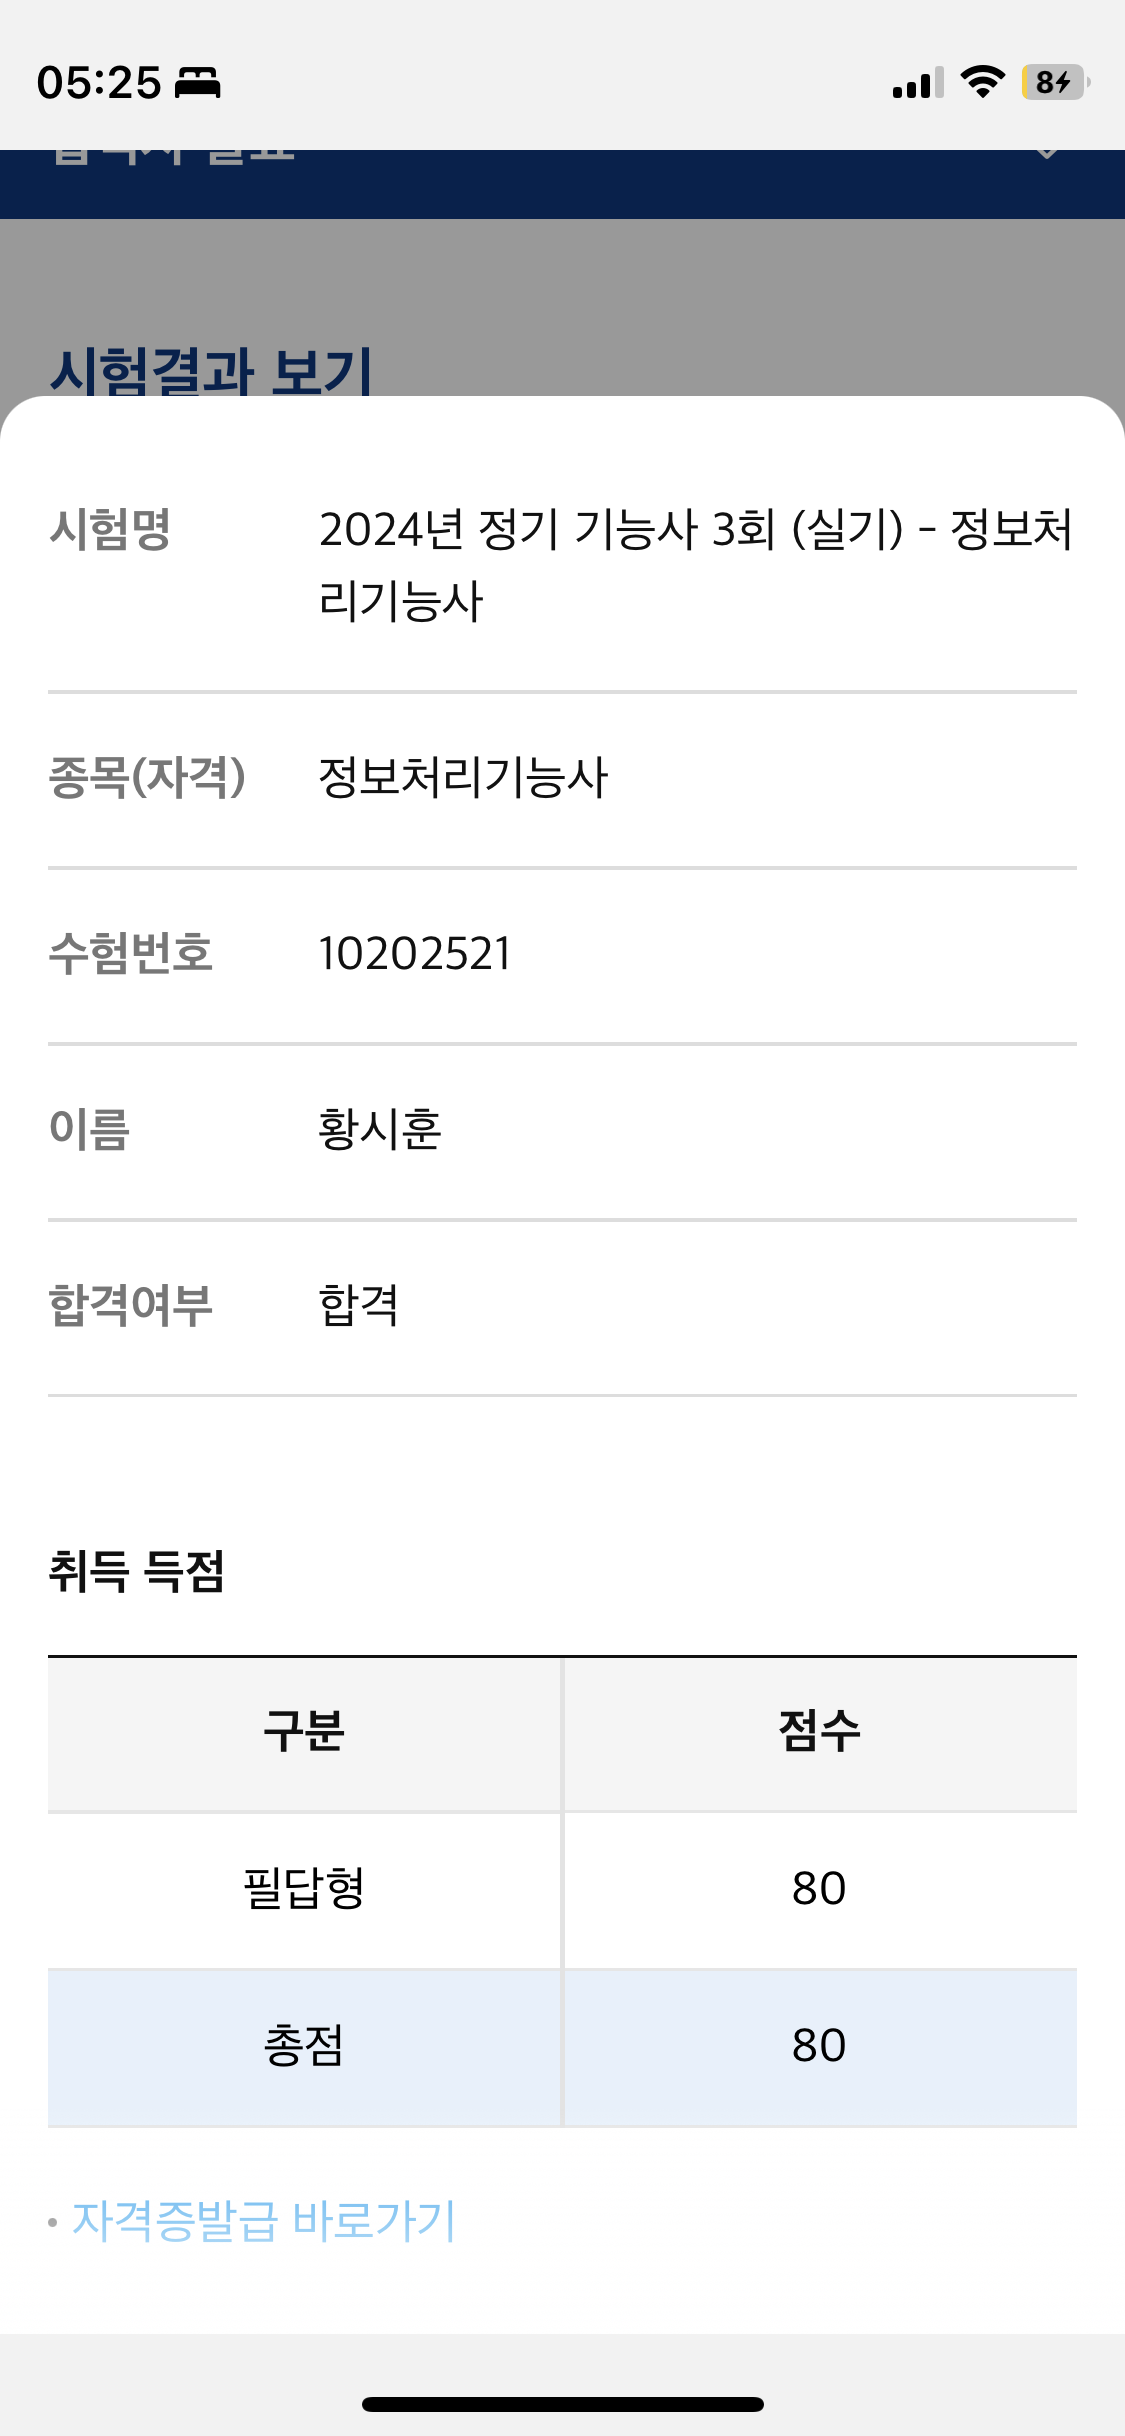 05:25
8
시험결과 보기
시험명 2024년 정기 기능사 3회 (실기) - 정보처
리기능사
종목(자격) 정보처리기능사
수험번호 10202521
이름 황시훈
합격여부 합격
취득 득점
구분 점수
필답형 80
총점 80
• 자격증발급 바로가기